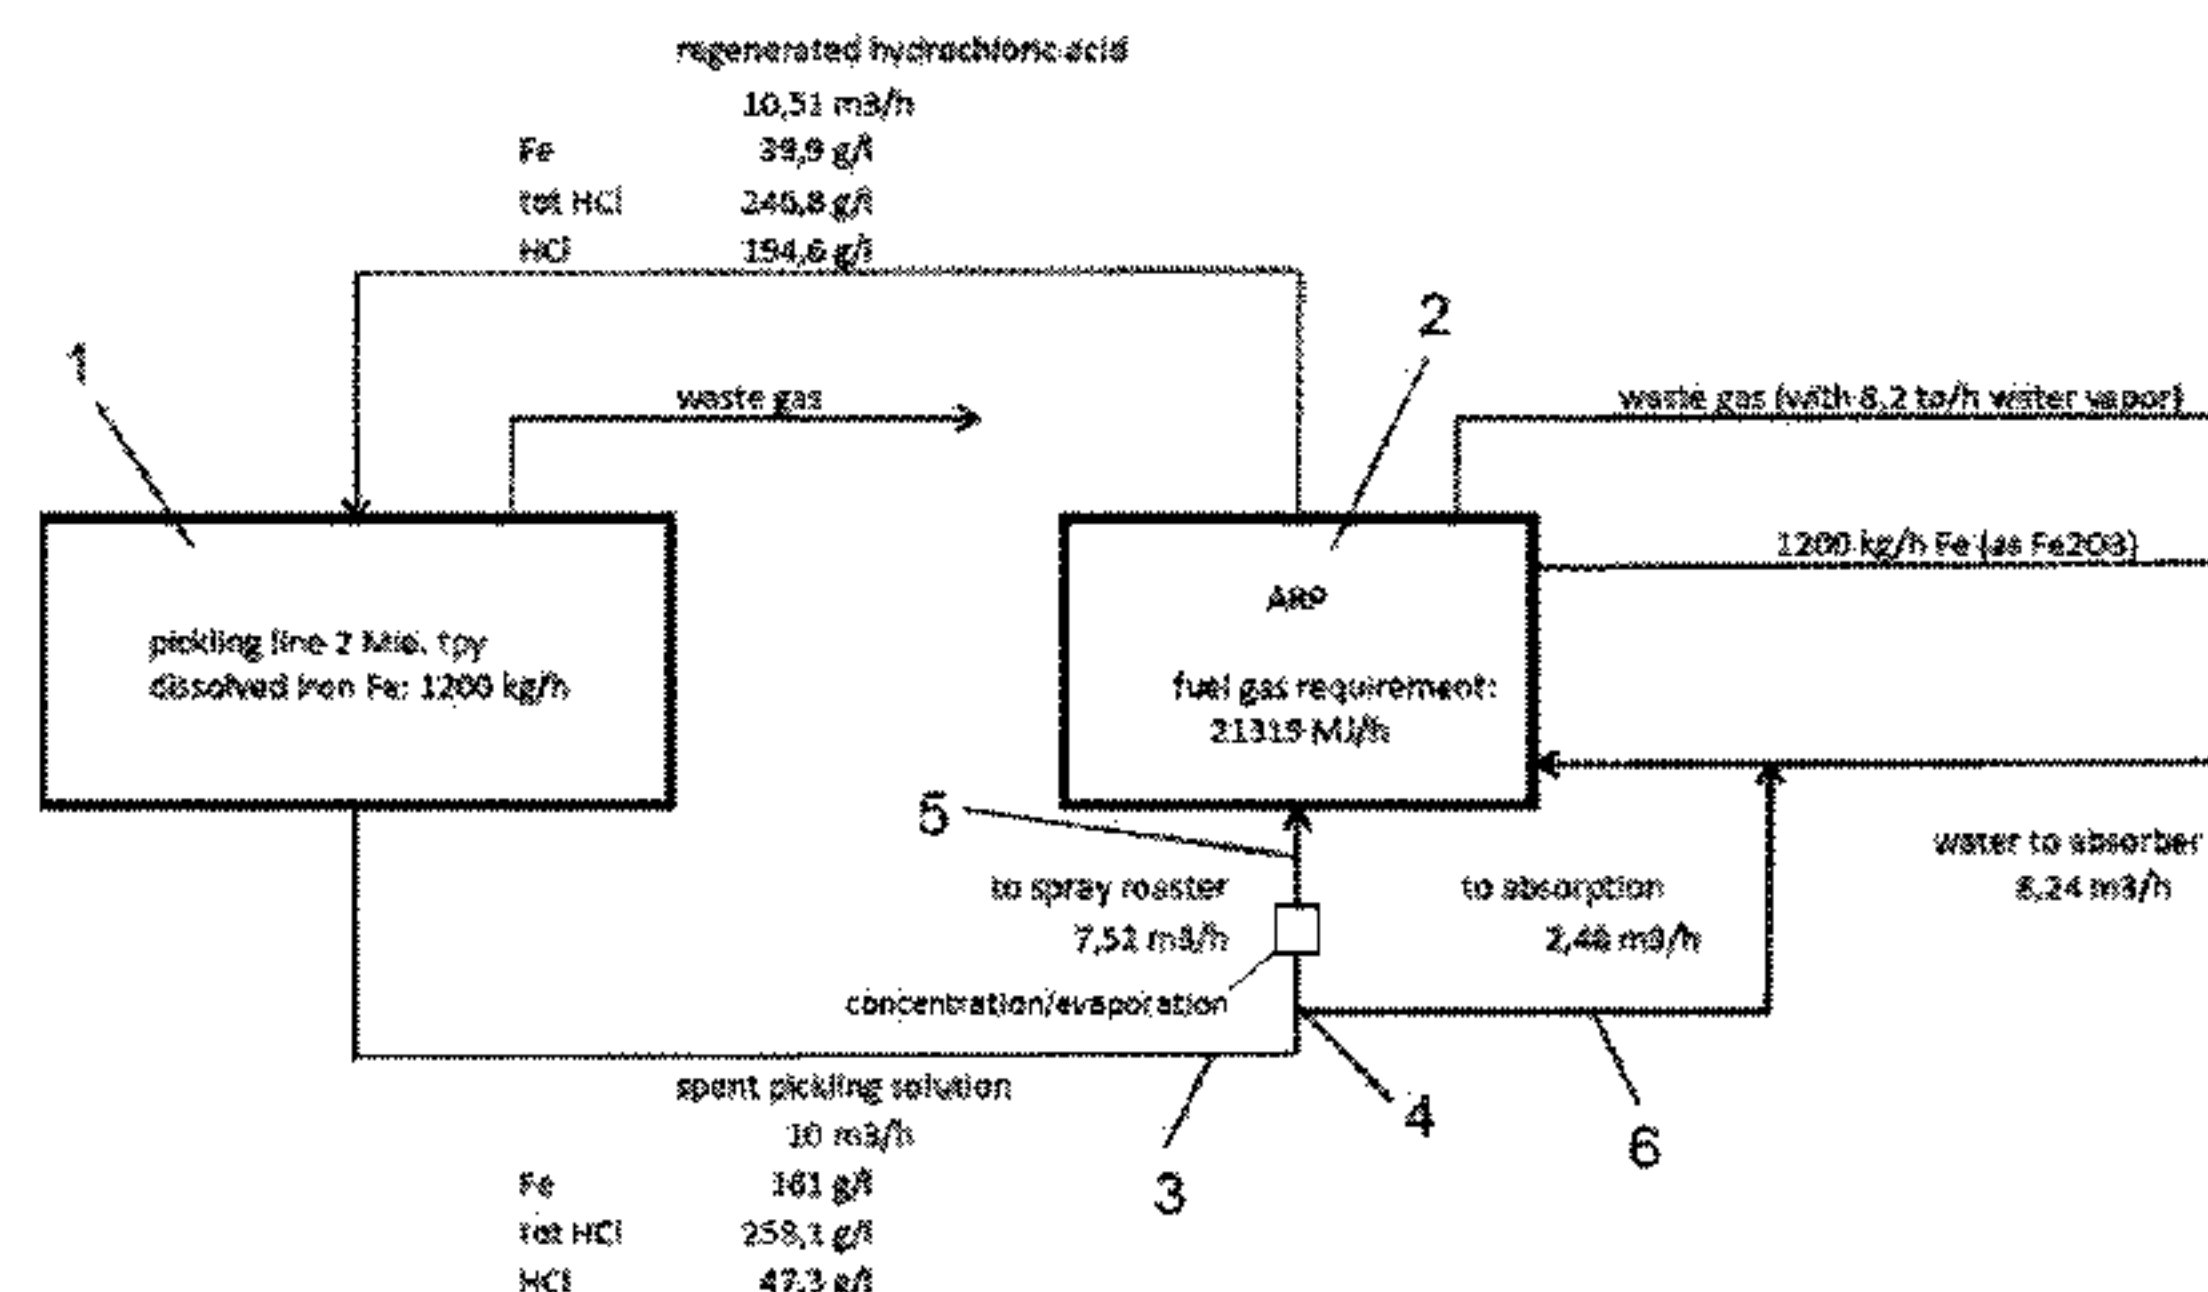 regenerated hydrochloric acid
10,51 m3/h
Fe 39,9 g/l
tot HCl 246,8 g/l
HCl 194,6 g/l
1
2
waste gas
waste gas (with 8,2 to/h water vapor)
1200 kg/h Fe (as Fe2O3)
ARP
pickling line 2 Mio. tpy
dissolved iron Fe: 1200 kg/h
fuel gas requirement:
21319 MJ/h
5
water to absorber
8,24 m3/h
to spray roaster
7,52 m3/h
to absorption
2,48 m3/h
concentration/evaporation
4
6
3
spent pickling solution
10 m3/h
Fe 161 g/l
tot HCl 258,1 g/l
HCl 47,3 g/l